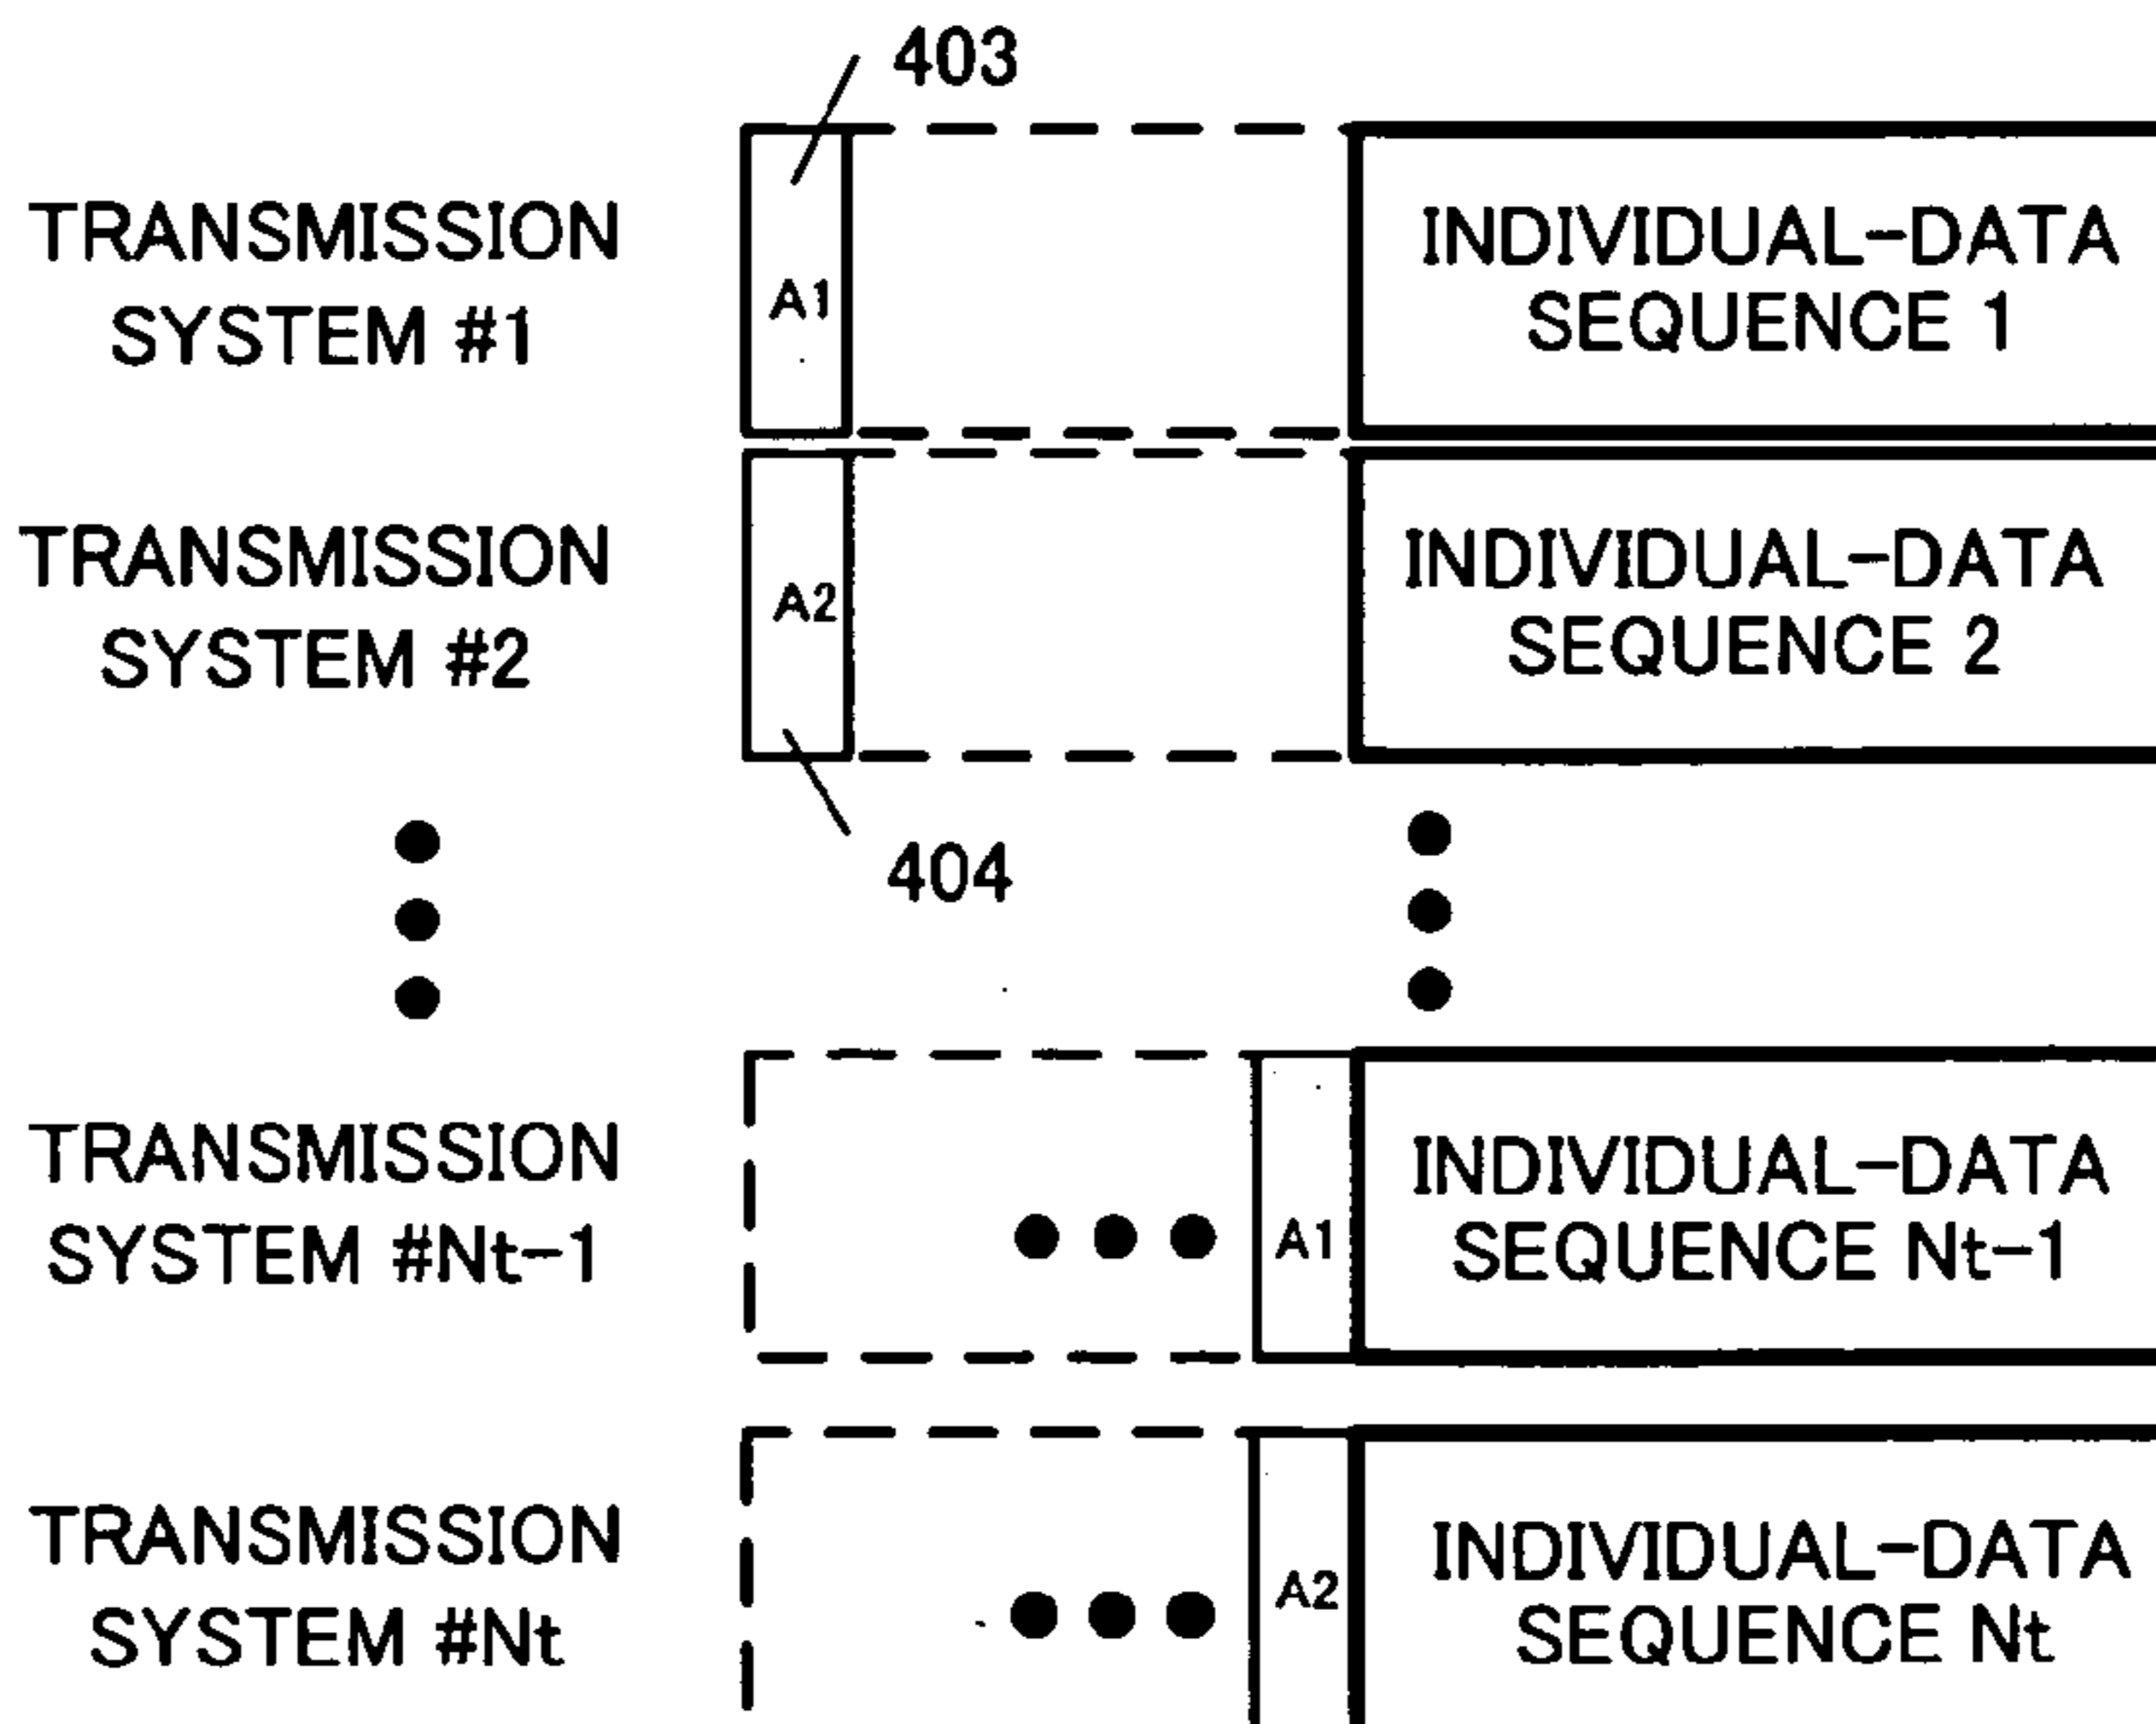 403
TRANSMISSION
SYSTEM #1
A1
INDIVIDUAL-DATA
SEQUENCE 1
TRANSMISSION
SYSTEM #2
A2
INDIVIDUAL-DATA
SEQUENCE 2
404
TRANSMISSION
SYSTEM #Nt-1
A1
INDIVIDUAL-DATA
SEQUENCE Nt-1
TRANSMISSION
SYSTEM #Nt
A2
INDIVIDUAL-DATA
SEQUENCE Nt